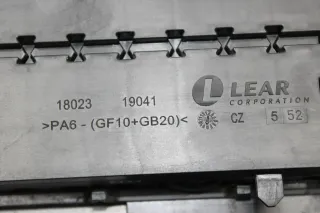 LEAR
CORPORATION
18023 19041
>PA6-(GF10+GB20)<
CZ 5 52